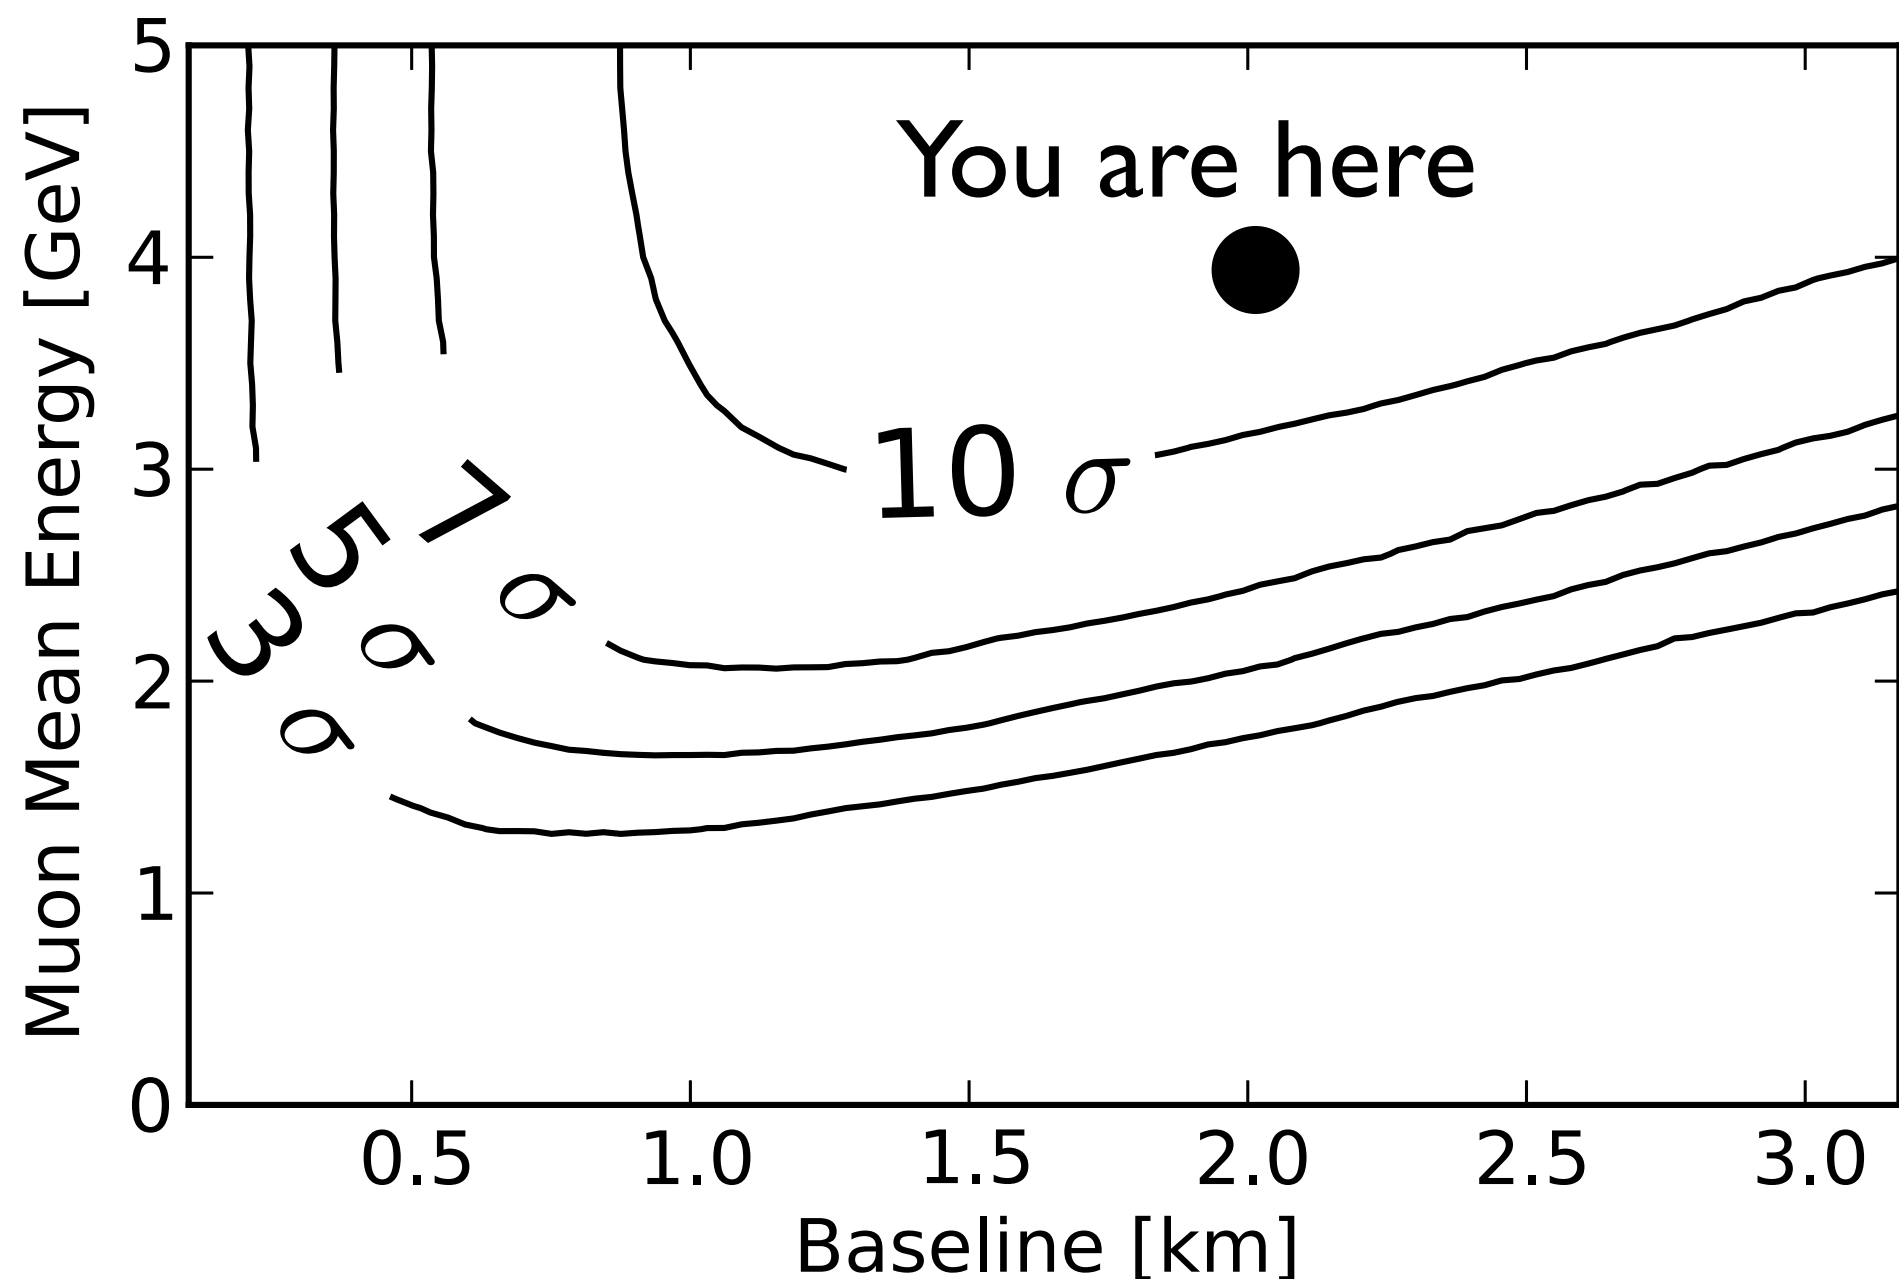 Muon Mean Energy [GeV]
5
4
3
2
1
0
You are here
10 σ
7 σ
5 σ
3 σ
0.5 1.0 1.5 2.0 2.5 3.0
Baseline [km]